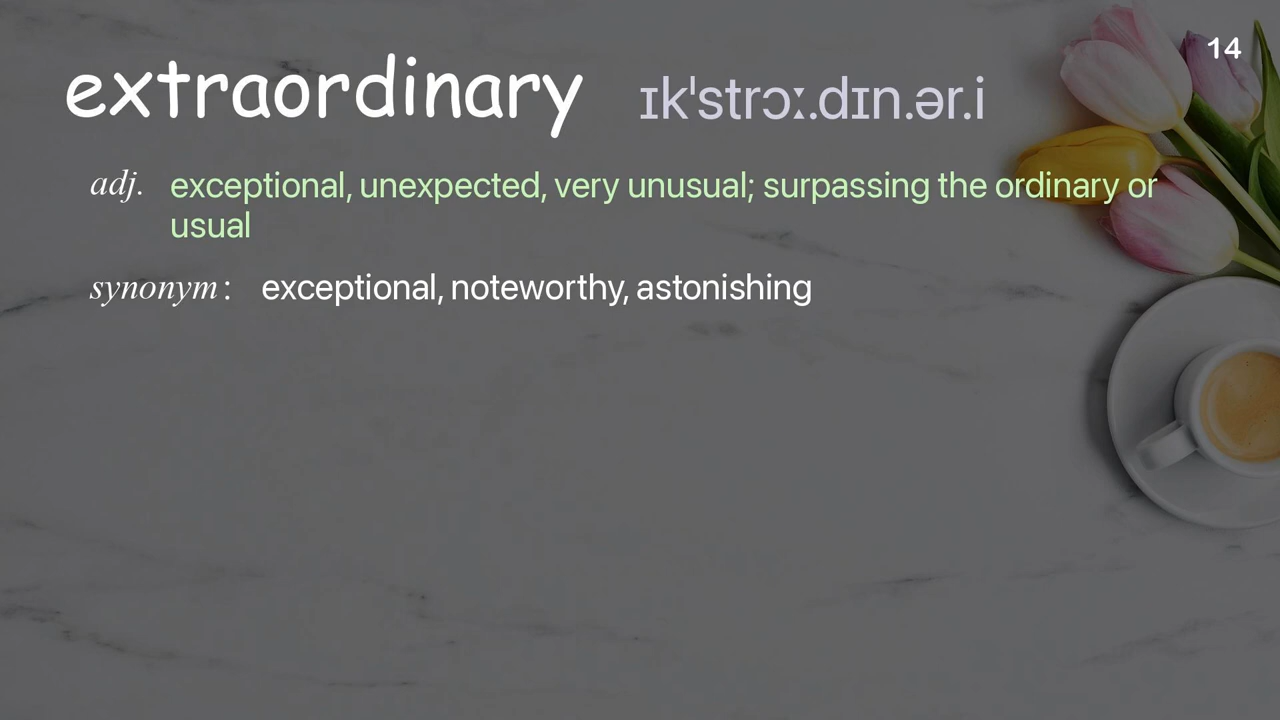 14
extraordinary ɪkˈstrɔː.dɪn.ər.i
adj. exceptional, unexpected, very unusual; surpassing the ordinary or
usual
synonym : exceptional, noteworthy, astonishing